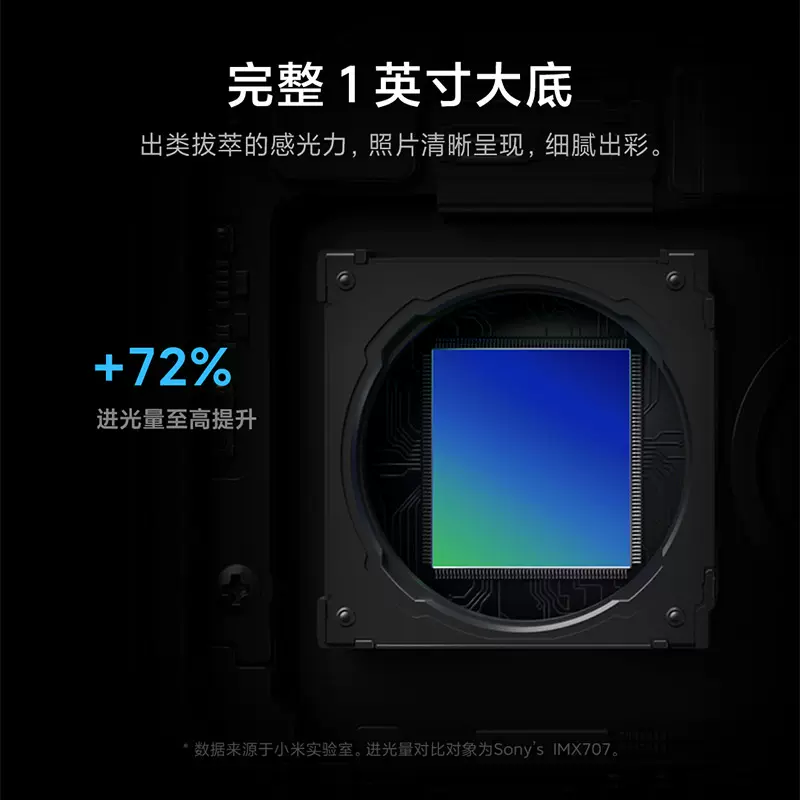 完整 1 英寸大底
出类拔萃的感光力，照片清晰呈现，细腻出彩。
+72%
进光量至高提升
* 数据来源于小米实验室。进光量对比对象为Sony's IMX707。